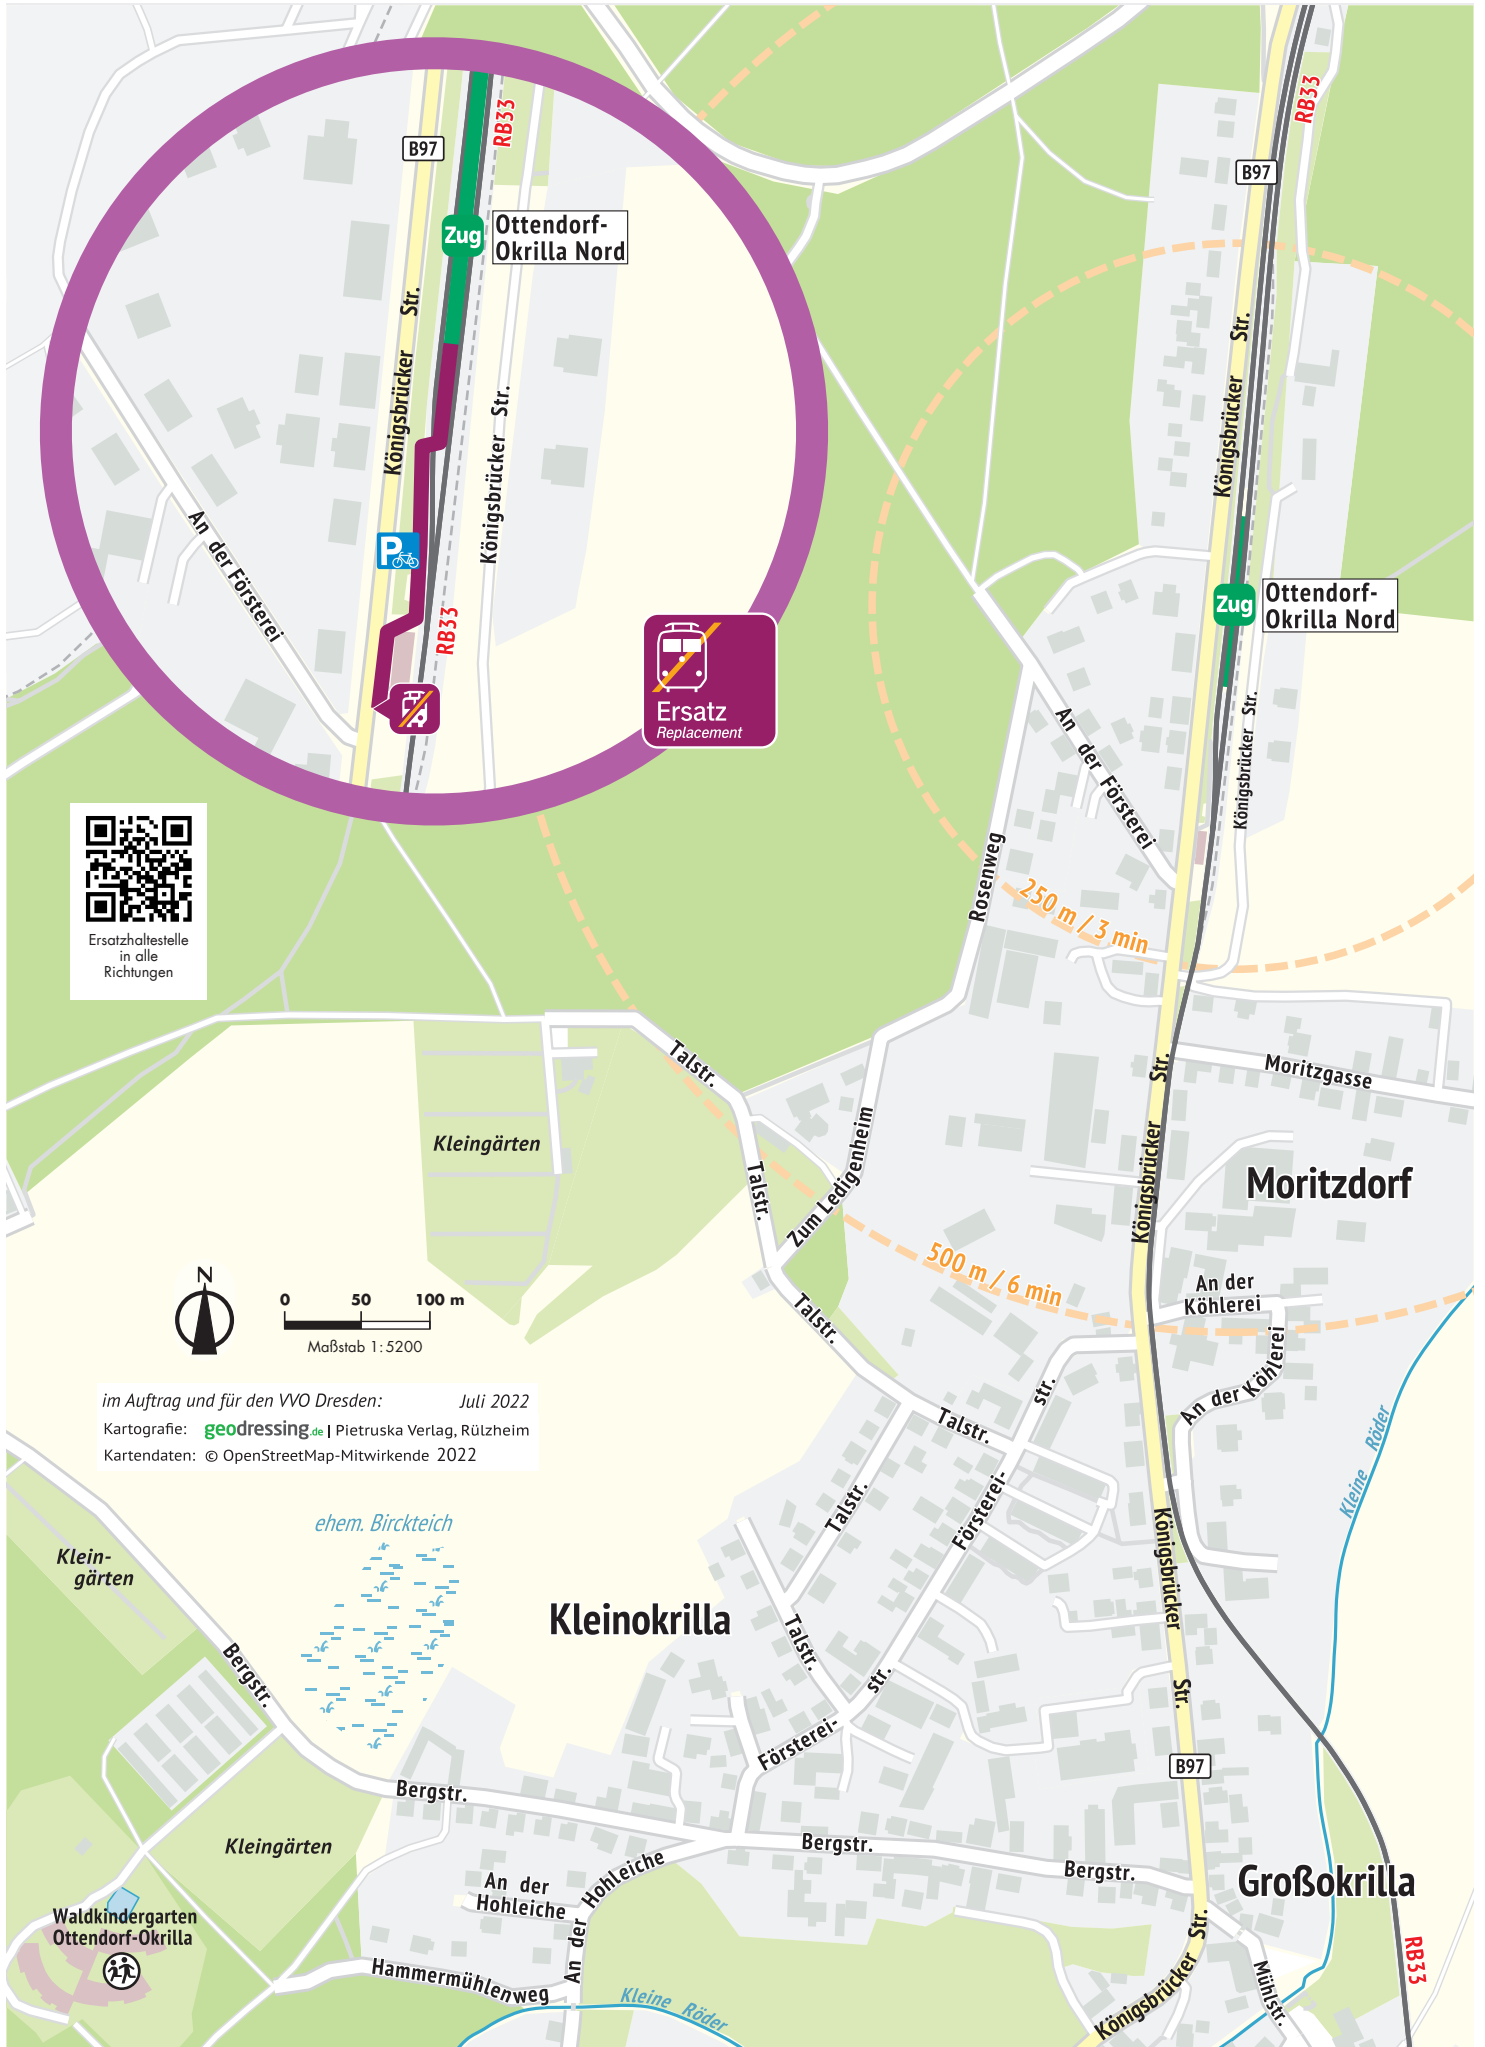 RB33
B97
Zug
Ottendorf-
Okrilla Nord
Königsbrücker Str.
Königsbrücker Str.
An der Försterei
P
RB33
Ersatz
Replacement
RB33
B97
Königsbrücker Str.
Zug
Ottendorf-
Okrilla Nord
Königsbrücker Str.
An der Försterei
Rosenweg
250 m / 3 min
Ersatzhaltestelle
in alle
Richtungen
Talstr.
Königsbrücker Str.
Moritzgasse
Kleingärten
Talstr.
Zum Ledigenheim
Moritzdorf
500 m / 6 min
An der
Köhlerei
An der Köhlerei
N
0 50 100 m
Maßstab 1:5200
Talstr.
im Auftrag und für den VVO Dresden: Juli 2022
Kartografie: geodressing.de | Pietruska Verlag, Rülzheim
Kartendaten: © OpenStreetMap-Mitwirkende 2022
Talstr.
Försterei-
str.
Kleine Röder
Talstr.
ehem. Birckteich
Klein-
gärten
Kleinokrilla
Königsbrücker Str.
Talstr.
Bergstr.
Försterei-
str.
B97
Bergstr.
Bergstr.
Bergstr.
Kleingärten
Großokrilla
An der
Hohleiche
An der Hohleiche
Waldkindergarten
Ottendorf-Okrilla
Hammermühlenweg
Kleine Röder
Königsbrücker Str.
Mühlstr.
RB33